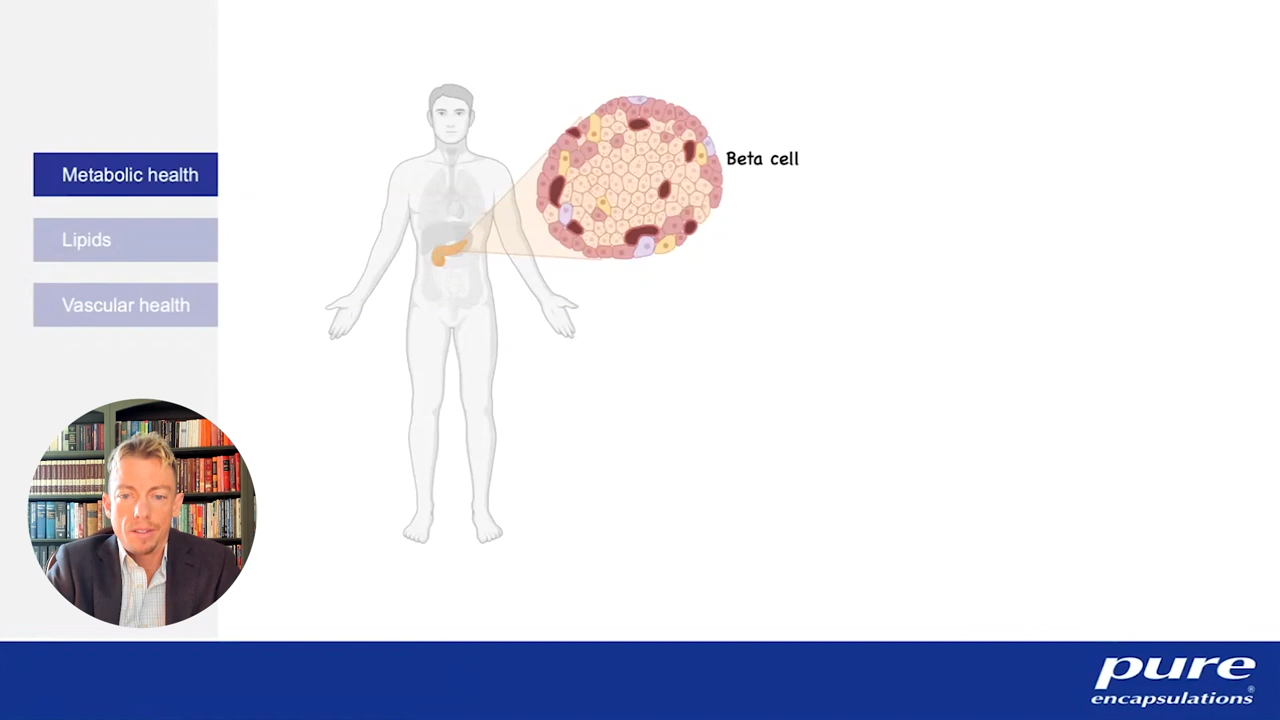 Metabolic health
Lipids
Vascular health
Beta cell
pure
encapsulations®